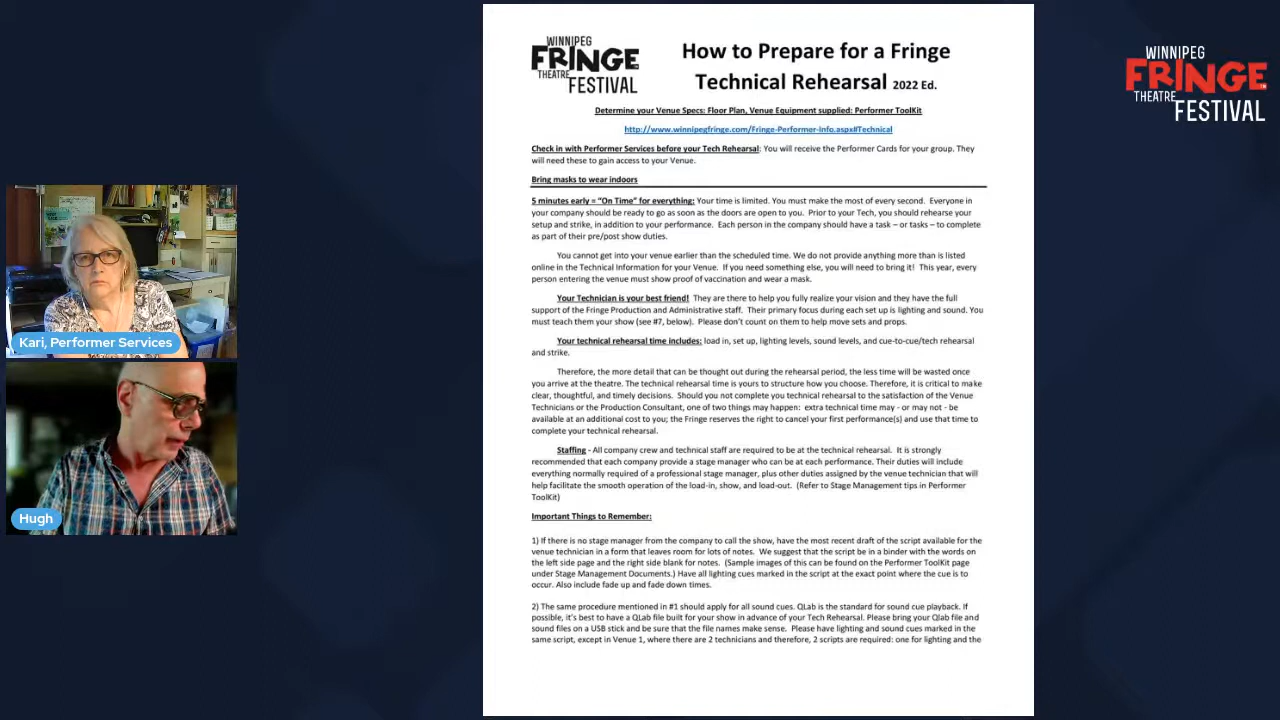 WINNIPEG
FRINGE
THEATRE
FESTIVAL
How to Prepare for a Fringe
Technical Rehearsal 2022 Ed.
Determine your Venue Specs: Floor Plan, Venue Equipment supplied: Performer ToolKit
http://www.winnipegfringe.com/Fringe-Performer-Info.aspx#Technical
Check in with Performer Services before your Tech Rehearsal: You will receive the Performer Cards for your group. They
will need these to gain access to your Venue.
Bring masks to wear indoors
5 minutes early = "On Time" for everything: Your time is limited. You must make the most of every second. Everyone in
your company should be ready to go as soon as the doors are open to you. Prior to your Tech, you should rehearse your
setup and strike, in addition to your performance. Each person in the company should have a task – or tasks – to complete
as part of their pre/post show duties.
You cannot get into your venue earlier than the scheduled time. We do not provide anything more than is listed
online in the Technical Information for your Venue. If you need something else, you will need to bring it! This year, every
person entering the venue must show proof of vaccination and wear a mask.
Your Technician is your best friend! They are there to help you fully realize your vision and they have the full
support of the Fringe Production and Administrative staff. Their primary focus during each set up is lighting and sound. You
must teach them your show (see #7, below). Please don't count on them to help move sets and props.
Your technical rehearsal time includes: load in, set up, lighting levels, sound levels, and cue-to-cue/tech rehearsal
and strike.
Therefore, the more detail that can be thought out during the rehearsal period, the less time will be wasted once
you arrive at the theatre. The technical rehearsal time is yours to structure how you choose. Therefore, it is critical to make
clear, thoughtful, and timely decisions. Should you not complete you technical rehearsal to the satisfaction of the Venue
Technicians or the Production Consultant, one of two things may happen: extra technical time may - or may not - be
available at an additional cost to you; the Fringe reserves the right to cancel your first performance(s) and use that time to
complete your technical rehearsal.
Staffing - All company crew and technical staff are required to be at the technical rehearsal. It is strongly
recommended that each company provide a stage manager who can be at each performance. Their duties will include
everything normally required of a professional stage manager, plus other duties assigned by the venue technician that will
help facilitate the smooth operation of the load-in, show, and load-out. (Refer to Stage Management tips in Performer
ToolKit)
Important Things to Remember:
1) If there is no stage manager from the company to call the show, have the most recent draft of the script available for the
venue technician in a form that leaves room for lots of notes. We suggest that the script be in a binder with the words on
the left side page and the right side blank for notes. (Sample images of this can be found on the Performer ToolKit page
under Stage Management Documents.) Have all lighting cues marked in the script at the exact point where the cue is to
occur. Also include fade up and fade down times.
2) The same procedure mentioned in #1 should apply for all sound cues. QLab is the standard for sound cue playback. If
possible, it's best to have a QLab file built for your show in advance of your Tech Rehearsal. Please bring your Qlab file and
sound files on a USB stick and be sure that the file names make sense. Please have lighting and sound cues marked in the
same script, except in Venue 1, where there are 2 technicians and therefore, 2 scripts are required: one for lighting and the
WINNIPEG
FRINGE
THEATRE
FESTIVAL
Kari, Performer Services
Hugh